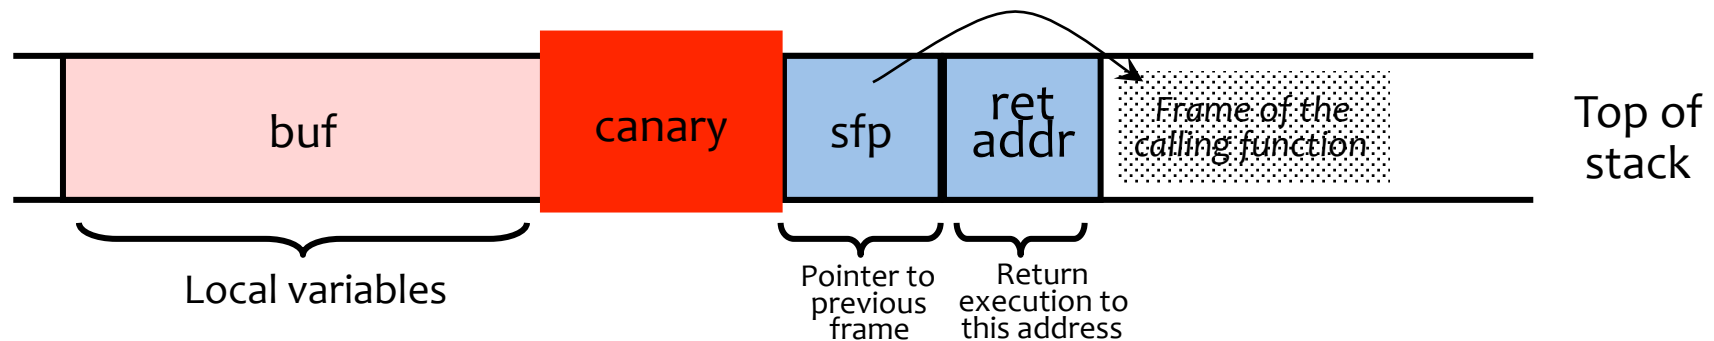 buf
canary
sfp
ret
addr
Frame of the
calling function
Top of
stack
Local variables
Pointer to
previous
frame
Return
execution to
this address